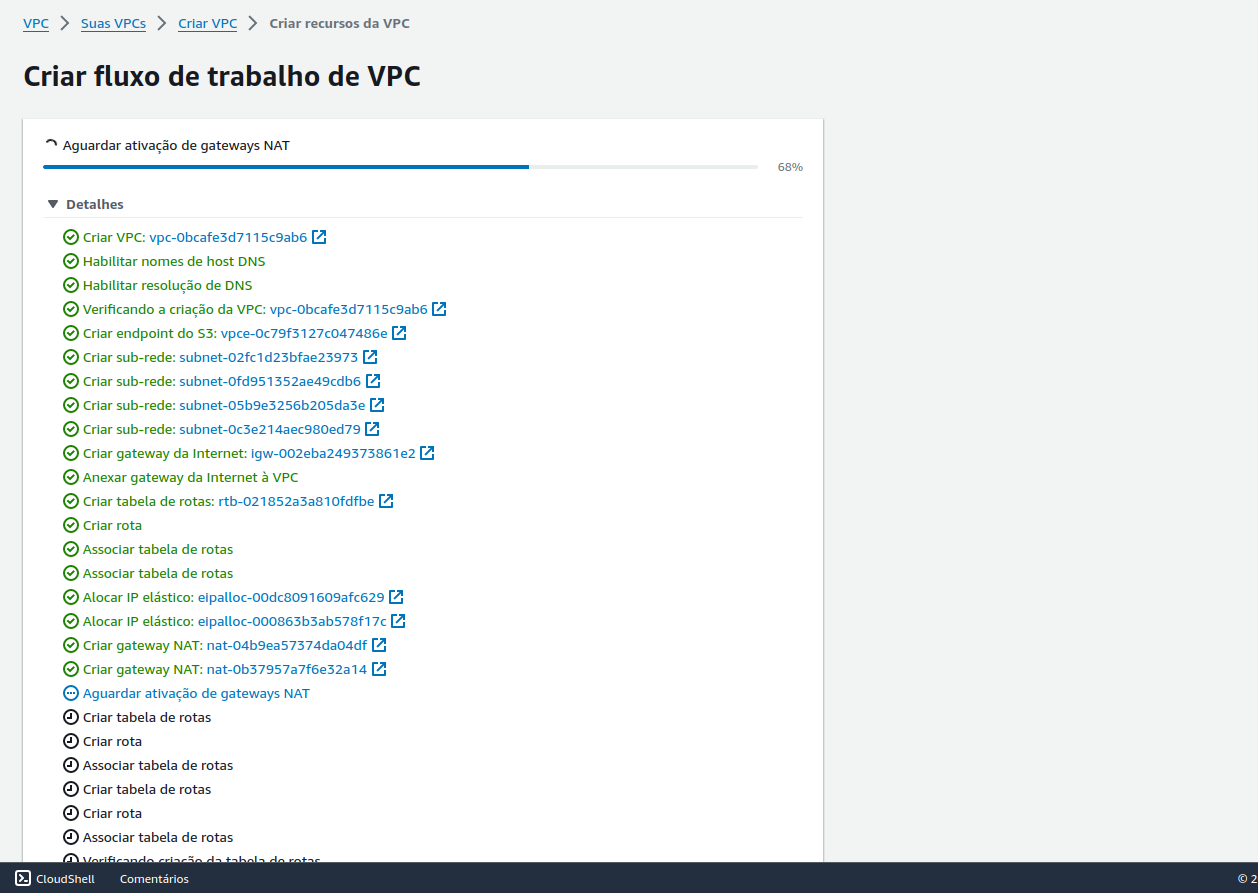 VPC > Suas VPCs > Criar VPC > Criar recursos da VPC
Criar fluxo de trabalho de VPC
Aguardar ativação de gateways NAT
68%
Detalhes
Criar VPC: vpc-0bcafe3d7115c9ab6
Habilitar nomes de host DNS
Habilitar resolução de DNS
Verificando a criação da VPC: vpc-0bcafe3d7115c9ab6
Criar endpoint do S3: vpce-0c79f3127c047486e
Criar sub-rede: subnet-02fc1d23bfae23973
Criar sub-rede: subnet-0fd951352ae49cdb6
Criar sub-rede: subnet-05b9e3256b205da3e
Criar sub-rede: subnet-0c3e214aec980ed79
Criar gateway da Internet: igw-002eba249373861e2
Anexar gateway da Internet à VPC
Criar tabela de rotas: rtb-021852a3a810fdfbe
Criar rota
Associar tabela de rotas
Associar tabela de rotas
Alocar IP elástico: eipalloc-00dc8091609afc629
Alocar IP elástico: eipalloc-000863b3ab578f17c
Criar gateway NAT: nat-04b9ea57374da04df
Criar gateway NAT: nat-0b37957a7f6e32a14
Aguardar ativação de gateways NAT
Criar tabela de rotas
Criar rota
Associar tabela de rotas
Criar tabela de rotas
Criar rota
Associar tabela de rotas
Verificando criação da tabela de rotas
CloudShell Comentários © 2